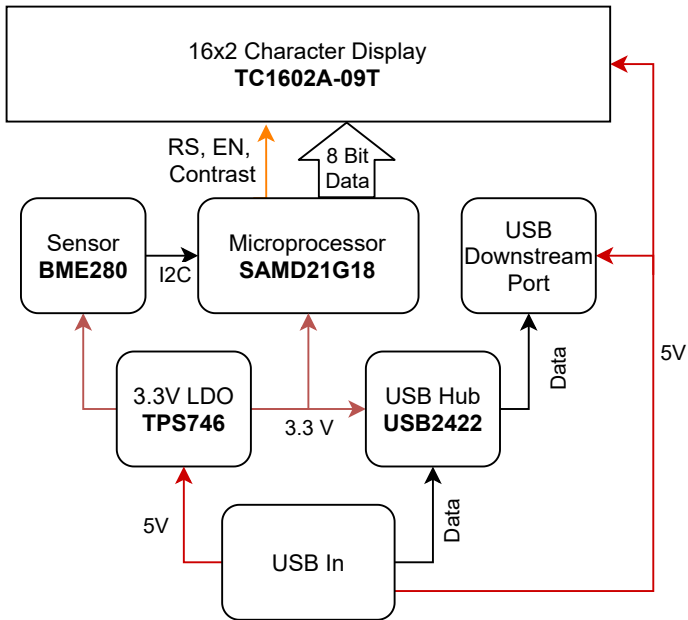 16x2 Character Display
TC1602A-09T
RS, EN,
Contrast
8 Bit
Data
Sensor
BME280
I2C
Microprocessor
SAMD21G18
USB
Downstream
Port
3.3V LDO
TPS746
3.3 V
USB Hub
USB2422
Data
5V
5V
USB In
Data